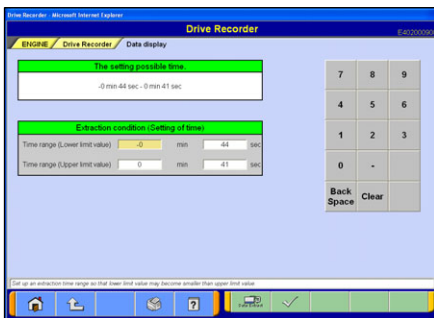 Drive Recorder - Microsoft Internet Explorer
Drive Recorder
E40200090
ENGINE Drive Recorder Data display
The setting possible time.
-0 min 44 sec - 0 min 41 sec
Extraction condition (Setting of time)
Time range (Lower limit value) -0 min 44 sec
Time range (Upper limit value) 0 min 41 sec
7 8 9
4 5 6
1 2 3
0 -
Back Space Clear
Set up an extraction time range so that lower limit value may become smaller than upper limit value
?